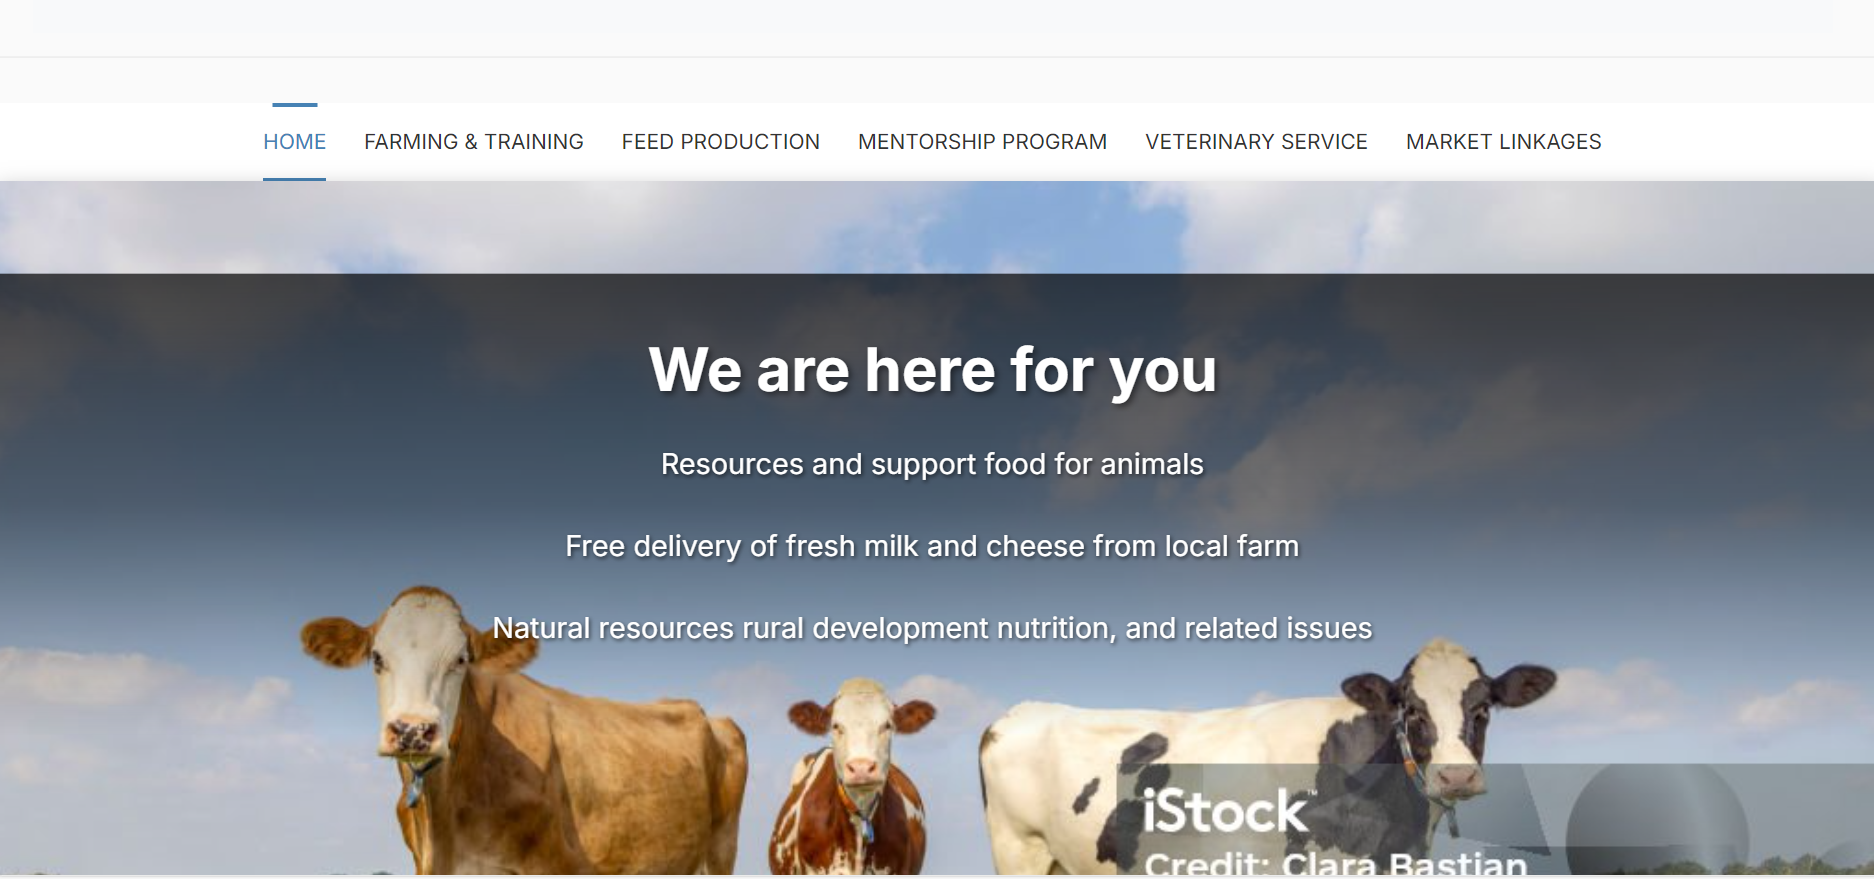 HOME FARMING & TRAINING FEED PRODUCTION MENTORSHIP PROGRAM VETERINARY SERVICE MARKET LINKAGES
We are here for you
Resources and support food for animals
Free delivery of fresh milk and cheese from local farm
Natural resources rural development nutrition, and related issues
iStock™
Credit: Clara Bastian